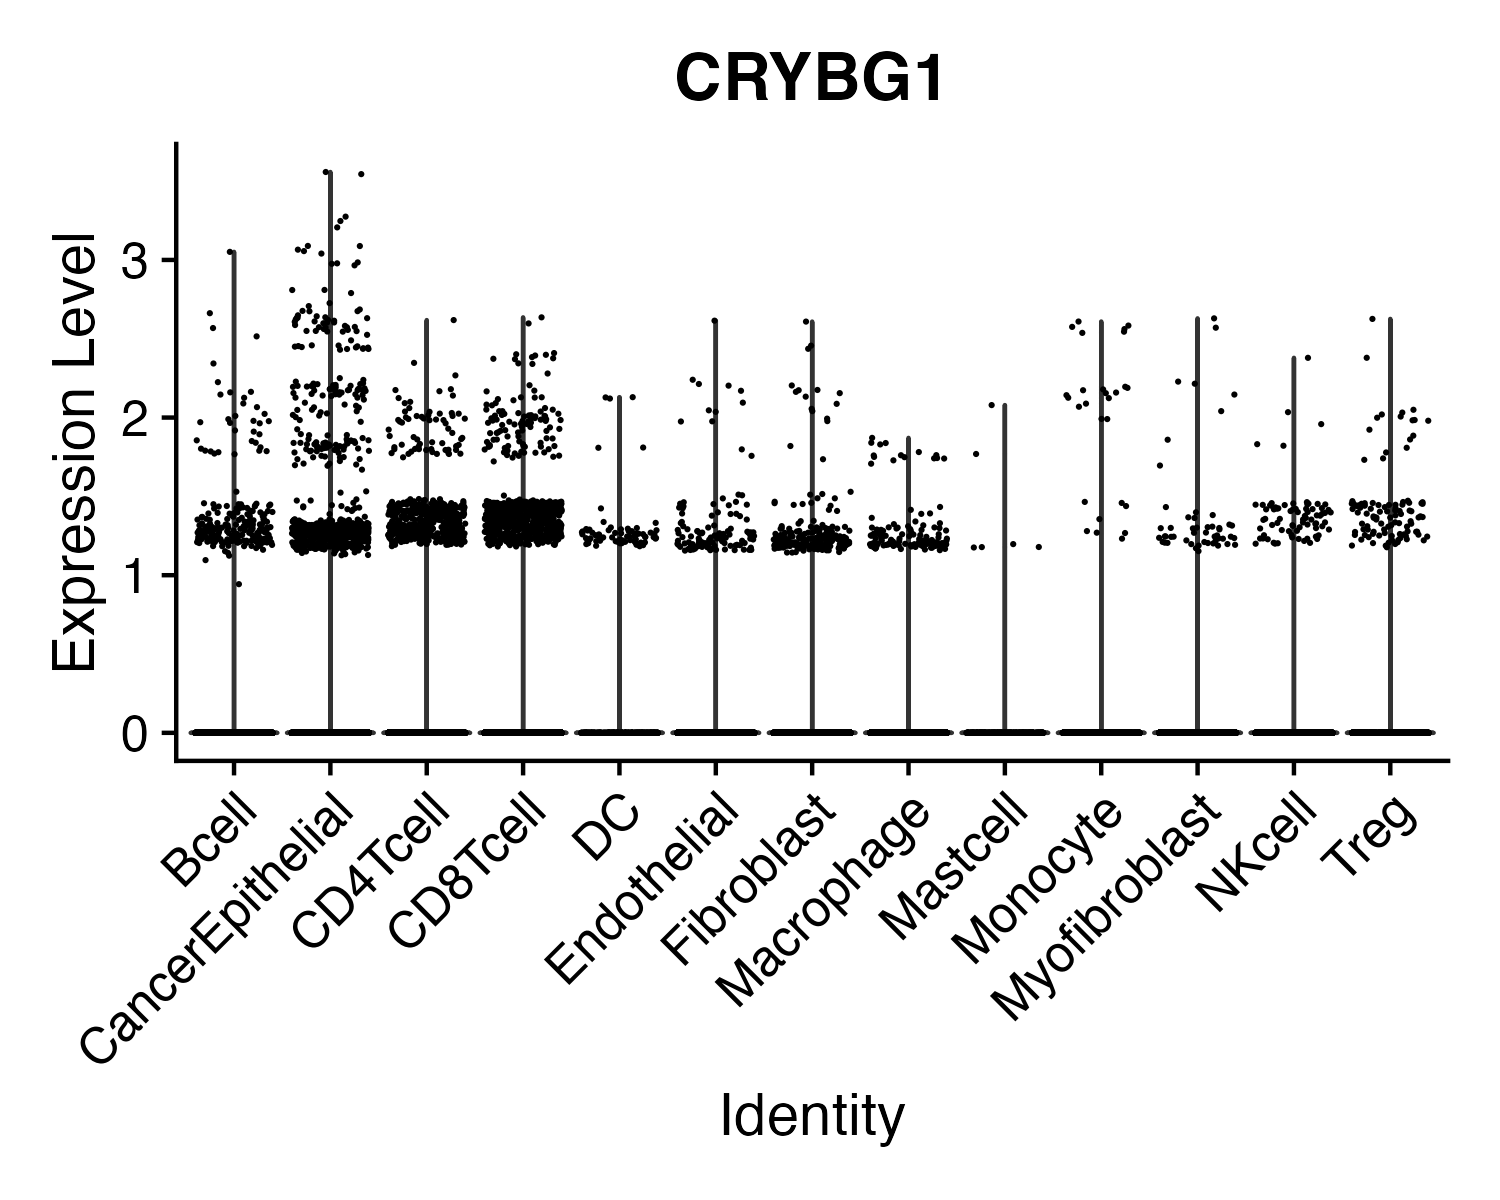 CRYBG1
Expression Level
3
2
1
0
Bcell
CancerEpithelial
CD4Tcell
CD8Tcell
DC
Endothelial
Fibroblast
Macrophage
Mastcell
Monocyte
Myofibroblast
NKcell
Treg
Identity